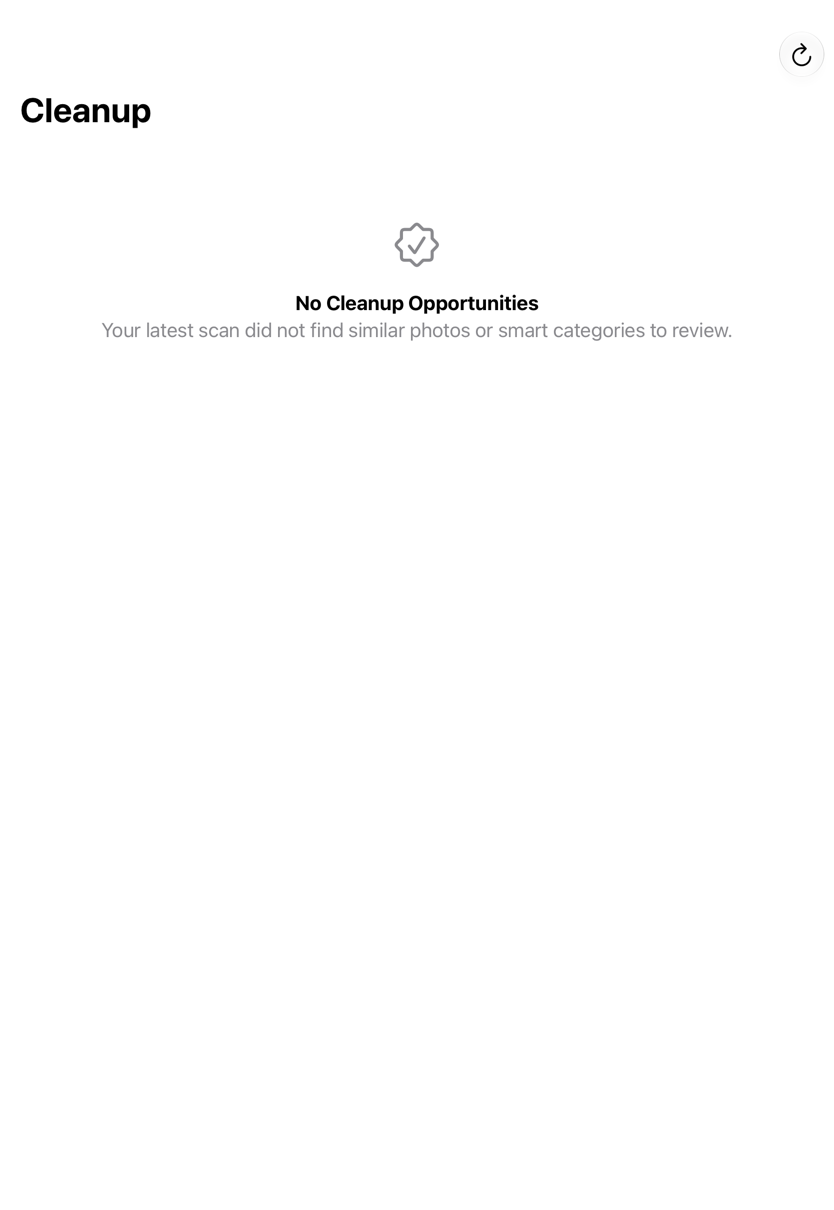 Cleanup
No Cleanup Opportunities
Your latest scan did not find similar photos or smart categories to review.